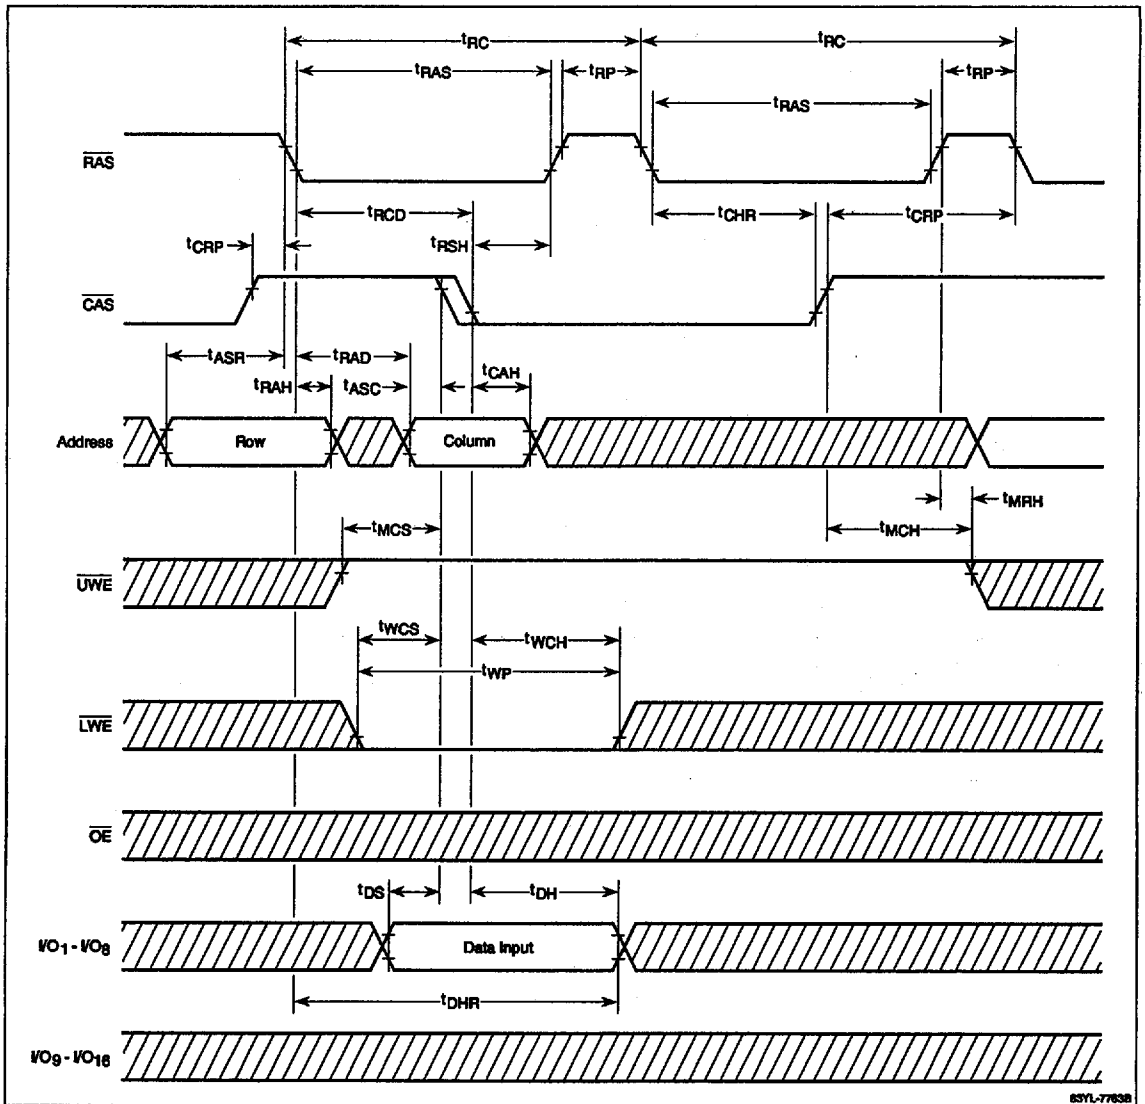 tRC tRC
tRAS tRP tRP
tRAS
RAS
tRCD tCHR tCRP
tCRP tRSH
CAS
tASR tRAD tCAH
tRAH tASC
Address Row Column
tMRH
tMCS tMCH
UWE
tWCS tWCH
tWP
LWE
OE
tDS tDH
I/O1 - I/O8 Data Input
tDHR
I/O9 - I/O16
83YL-7763B